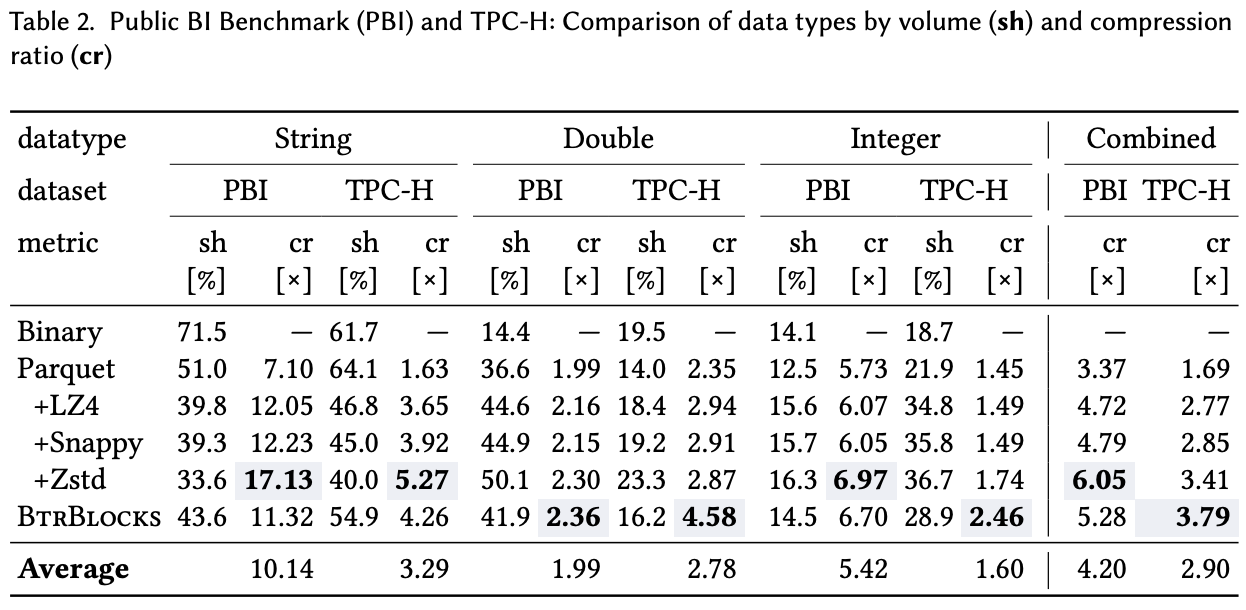 Table 2. Public BI Benchmark (PBI) and TPC-H: Comparison of data types by volume (sh) and compression
ratio (cr)
datatype String Double Integer Combined
dataset PBI TPC-H PBI TPC-H PBI TPC-H PBI TPC-H
metric sh cr sh cr sh cr sh cr sh cr sh cr cr cr
[%] [×] [%] [×] [%] [×] [%] [×] [%] [×] [%] [×] [×] [×]
Binary 71.5 — 61.7 — 14.4 — 19.5 — 14.1 — 18.7 — — —
Parquet 51.0 7.10 64.1 1.63 36.6 1.99 14.0 2.35 12.5 5.73 21.9 1.45 3.37 1.69
+LZ4 39.8 12.05 46.8 3.65 44.6 2.16 18.4 2.94 15.6 6.07 34.8 1.49 4.72 2.77
+Snappy 39.3 12.23 45.0 3.92 44.9 2.15 19.2 2.91 15.7 6.05 35.8 1.49 4.79 2.85
+Zstd 33.6 17.13 40.0 5.27 50.1 2.30 23.3 2.87 16.3 6.97 36.7 1.74 6.05 3.41
BTRBLOCKS 43.6 11.32 54.9 4.26 41.9 2.36 16.2 4.58 14.5 6.70 28.9 2.46 5.28 3.79
Average 10.14 3.29 1.99 2.78 5.42 1.60 4.20 2.90